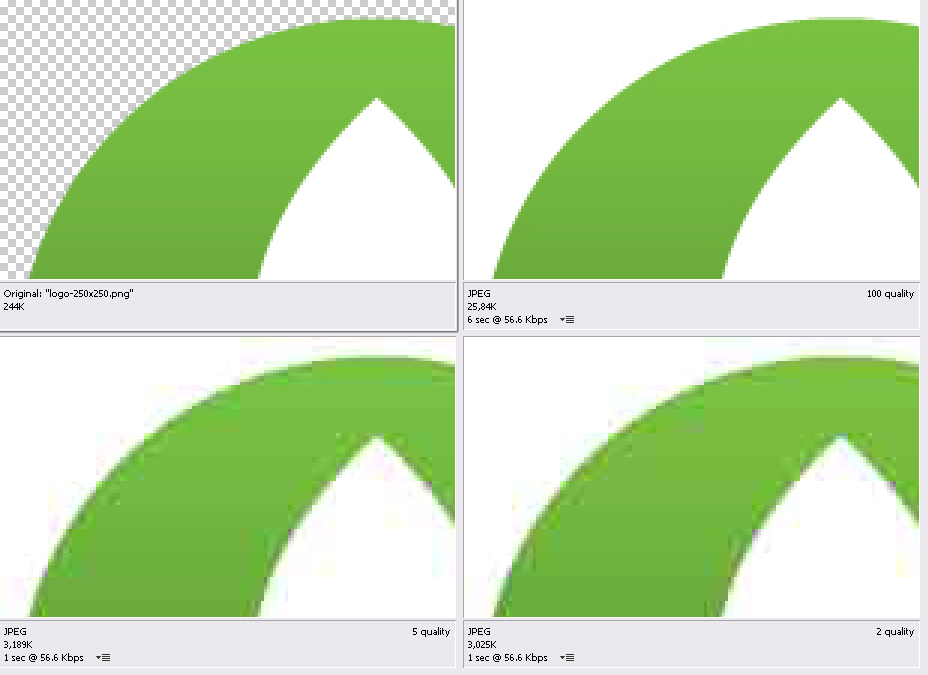 Original: "logo-250x250.png"
244K
JPEG 100 quality
25,84K
6 sec @ 56.6 Kbps
JPEG 5 quality
3,189K
1 sec @ 56.6 Kbps
JPEG 2 quality
3,025K
1 sec @ 56.6 Kbps